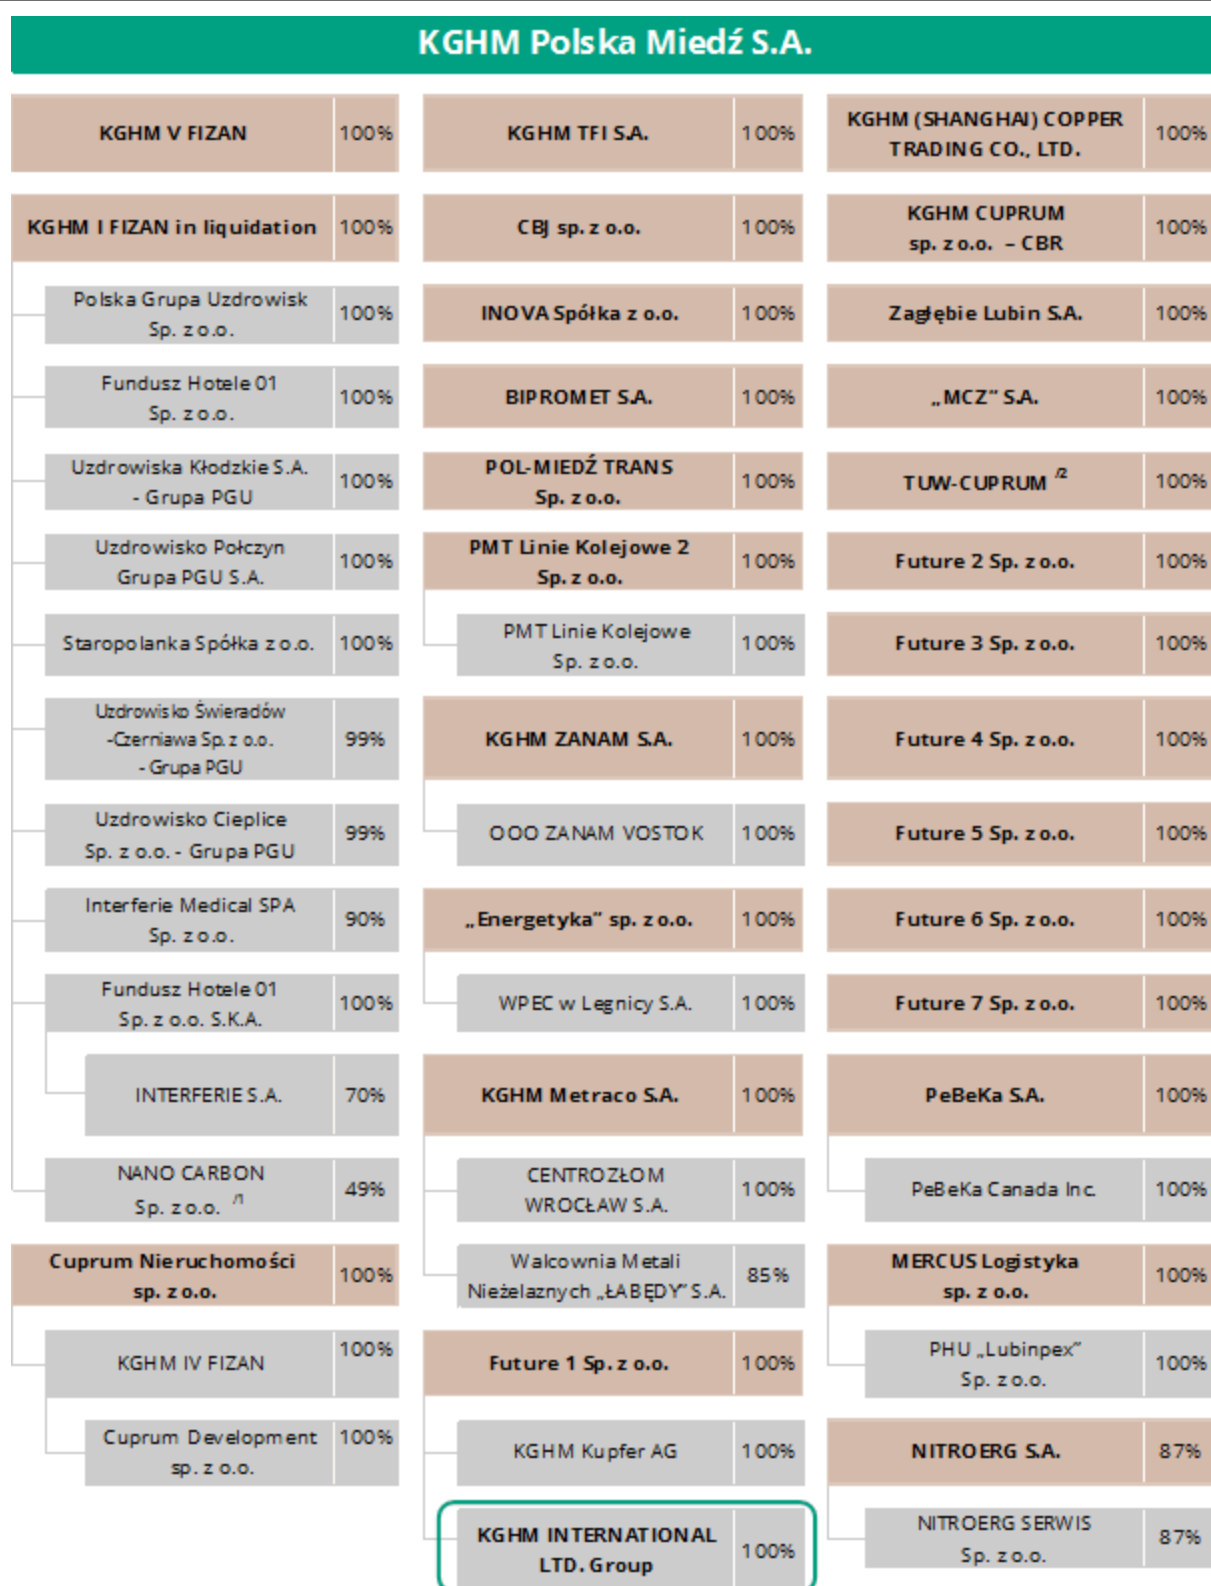 KGHM Polska Miedź S.A.
KGHM V FIZAN 100%
KGHM I FIZAN in liquidation 100%
Polska Grupa Uzdrowisk
Sp. z o.o.
100%
Fundusz Hotele 01
Sp. z o.o.
100%
Uzdrowiska Kłodzkie S.A.
- Grupa PGU
100%
Uzdrowisko Połczyn
Grupa PGU S.A.
100%
Staropolanka Spółka z o.o. 100%
Uzdrowisko Świeradów
-Czerniawa Sp. z o.o.
- Grupa PGU
99%
Uzdrowisko Cieplice
Sp. z o.o. - Grupa PGU
99%
Interferie Medical SPA
Sp. z o.o.
90%
Fundusz Hotele 01
Sp. z o.o. S.K.A.
100%
INTERFERIE S.A. 70%
NANO CARBON
Sp. z o.o. /1
49%
Cuprum Nieruchomości
sp. z o.o.
100%
KGHM IV FIZAN 100%
Cuprum Development
sp. z o.o.
100%
KGHM TFI S.A. 100%
CBJ sp. z o.o. 100%
INOVA Spółka z o.o. 100%
BIPROMET S.A. 100%
POL-MIEDŹ TRANS
Sp. z o.o.
100%
PMT Linie Kolejowe 2
Sp. z o.o.
100%
PMT Linie Kolejowe
Sp. z o.o.
100%
KGHM ZANAM S.A. 100%
OOO ZANAM VOSTOK 100%
„Energetyka” sp. z o.o. 100%
WPEC w Legnicy S.A. 100%
KGHM Metraco S.A. 100%
CENTROZŁOM
WROCŁAW S.A.
100%
Walcownia Metali
Nieżelaznych „ŁABĘDY” S.A.
85%
Future 1 Sp. z o.o. 100%
KGHM Kupfer AG 100%
KGHM INTERNATIONAL
LTD. Group
100%
KGHM (SHANGHAI) COPPER
TRADING CO., LTD.
100%
KGHM CUPRUM
sp. z o.o. – CBR
100%
Zagłębie Lubin S.A. 100%
„MCZ” S.A. 100%
TUW-CUPRUM /2 100%
Future 2 Sp. z o.o. 100%
Future 3 Sp. z o.o. 100%
Future 4 Sp. z o.o. 100%
Future 5 Sp. z o.o. 100%
Future 6 Sp. z o.o. 100%
Future 7 Sp. z o.o. 100%
PeBeKa S.A. 100%
PeBeKa Canada Inc. 100%
MERCUS Logistyka
sp. z o.o.
100%
PHU „Lubinpex”
Sp. z o.o.
100%
NITROERG S.A. 87%
NITROERG SERWIS
Sp. z o.o.
87%